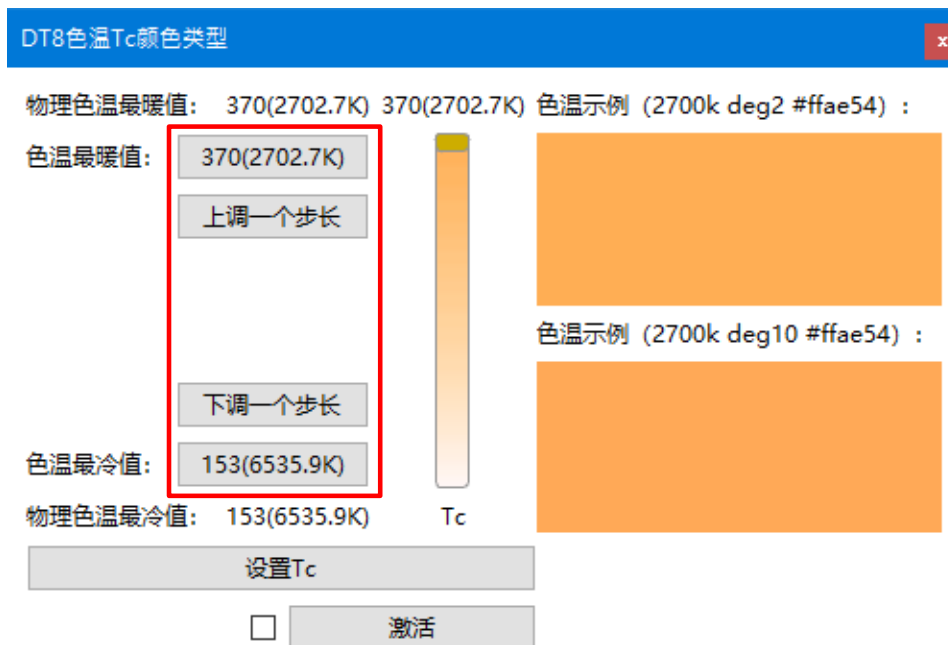 DT8色温Tc颜色类型
x
物理色温最暖值： 370(2702.7K) 370(2702.7K) 色温示例（2700k deg2 #ffae54）：
色温最暖值： 370(2702.7K)
上调一个步长
色温示例（2700k deg10 #ffae54）：
下调一个步长
色温最冷值： 153(6535.9K)
物理色温最冷值： 153(6535.9K) Tc
设置Tc
激活